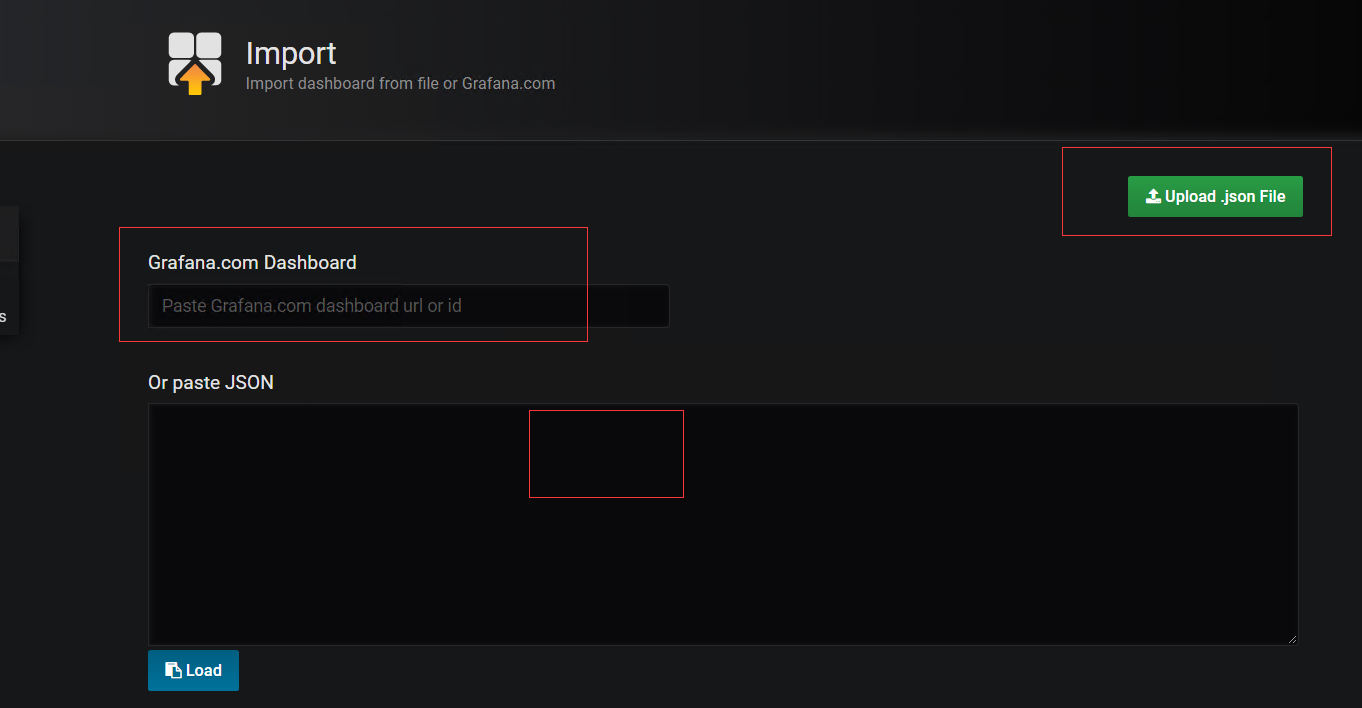 Import
Import dashboard from file or Grafana.com
Upload .json File
Grafana.com Dashboard
Paste Grafana.com dashboard url or id
s
Or paste JSON
Load